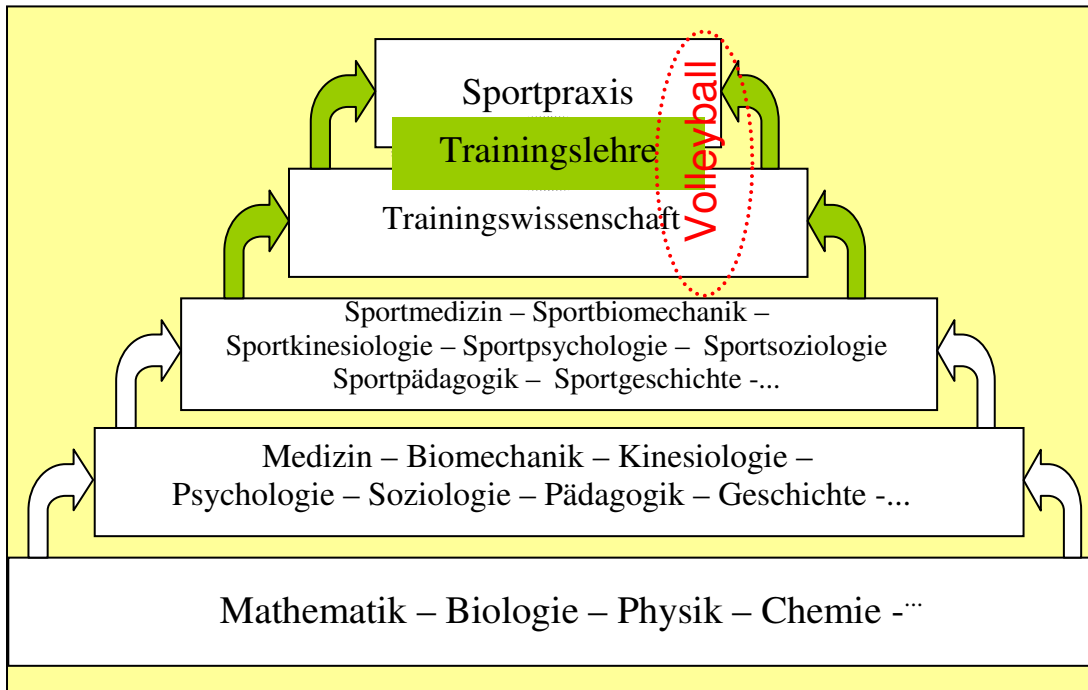 Sportpraxis
Trainingslehre
Volleyball
Trainingswissenschaft
Sportmedizin – Sportbiomechanik –
Sportkinesiologie – Sportpsychologie – Sportsoziologie
Sportpädagogik – Sportgeschichte -...
Medizin – Biomechanik – Kinesiologie –
Psychologie – Soziologie – Pädagogik – Geschichte -...
Mathematik – Biologie – Physik – Chemie -...